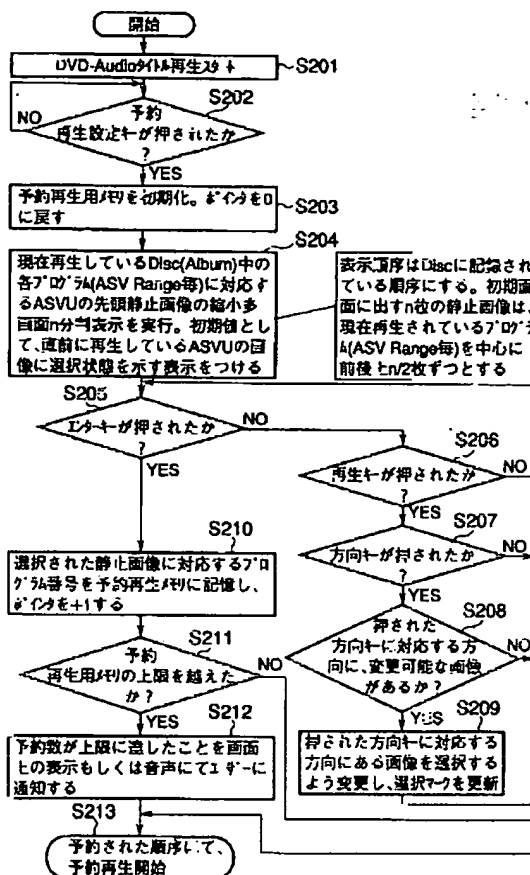 開始
DVD-Audioタイトル再生スタート
S201
S202
NO
予約
再生設定キーが押されたか
?
YES
予約再生用メモリを初期化。ポインタを0
に戻す
S203
S204
現在再生しているDisc(Album)中の
各プログラム(ASV Range毎)に対応す
るASVUの先頭静止画像の縮小多
画面n分割表示を実行。初期値とし
て、直前に再生しているASVUの画
像に選択状態を示す表示をつける
表示順序はDiscに記録され
ている順序にする。初期画
面に出すn枚の静止画像は、
現在再生されているプログラ
ム(ASV Range毎)を中心に
前後にn/2枚ずつとする
S205
エンターキーが押されたか
?
NO
YES
S206
再生キーが押されたか
?
NO
YES
S207
方向キーが押されたか
?
NO
YES
S208
押された
方向キーに対応する方
向に、変更可能な画像
があるか?
NO
YES
S209
押された方向キーに対応する
方向にある画像を選択する
よう変更し、選択マークを更新
S210
選択された静止画像に対応するプロ
グラム番号を予約再生メモリに記憶し、
ポインタを+1する
S211
予約
再生用メモリの上限を越えた
か?
NO
YES
S212
予約数が上限に達したことを画面
上の表示もしくは音声にてユーザーに
通知する
S213
予約された順序にて、
予約再生開始